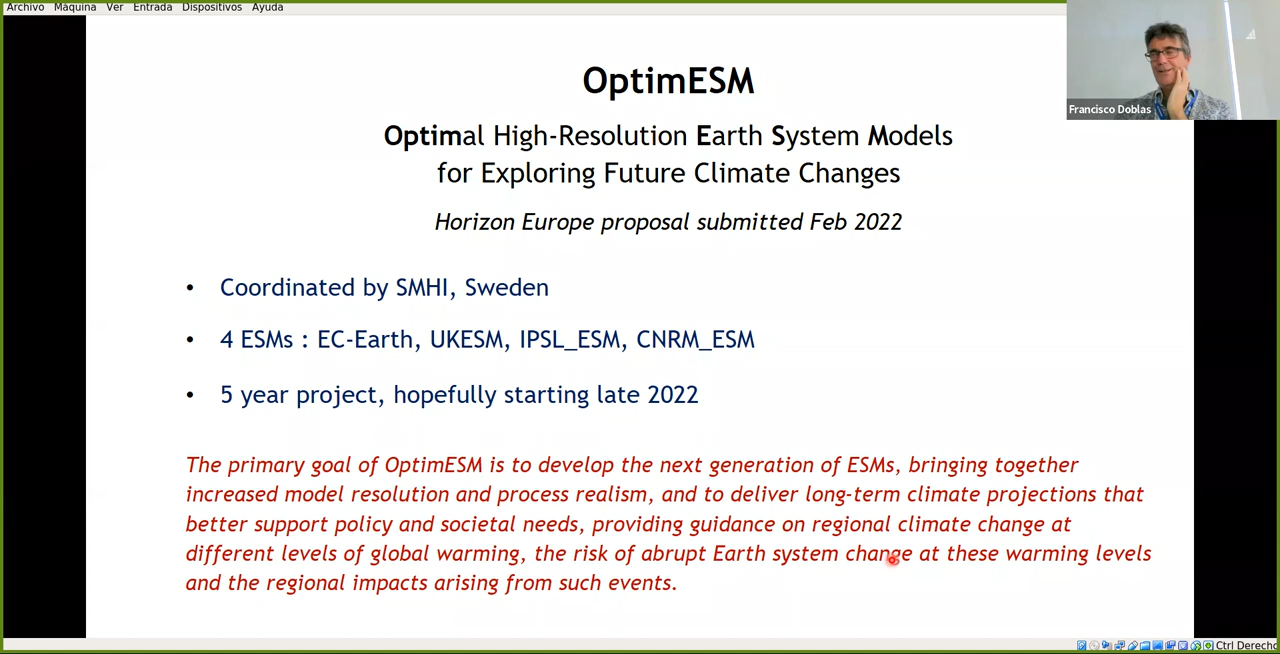 Archivo Máquina Ver Entrada Dispositivos Ayuda
Francisco Doblas
OptimESM
Optimal High-Resolution Earth System Models
for Exploring Future Climate Changes
Horizon Europe proposal submitted Feb 2022
• Coordinated by SMHI, Sweden
• 4 ESMs : EC-Earth, UKESM, IPSL_ESM, CNRM_ESM
• 5 year project, hopefully starting late 2022
The primary goal of OptimESM is to develop the next generation of ESMs, bringing together
increased model resolution and process realism, and to deliver long-term climate projections that
better support policy and societal needs, providing guidance on regional climate change at
different levels of global warming, the risk of abrupt Earth system change at these warming levels
and the regional impacts arising from such events.
Ctrl Derecho